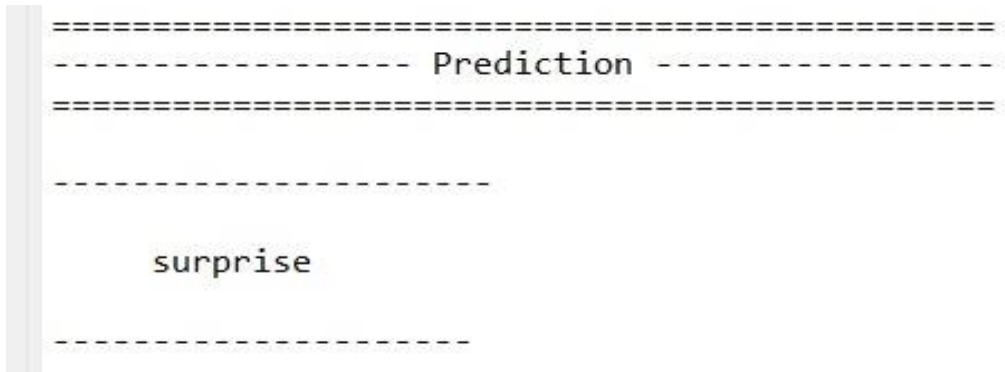 ===============================================
------------------ Prediction -----------------
===============================================
----------------------
surprise
---------------------